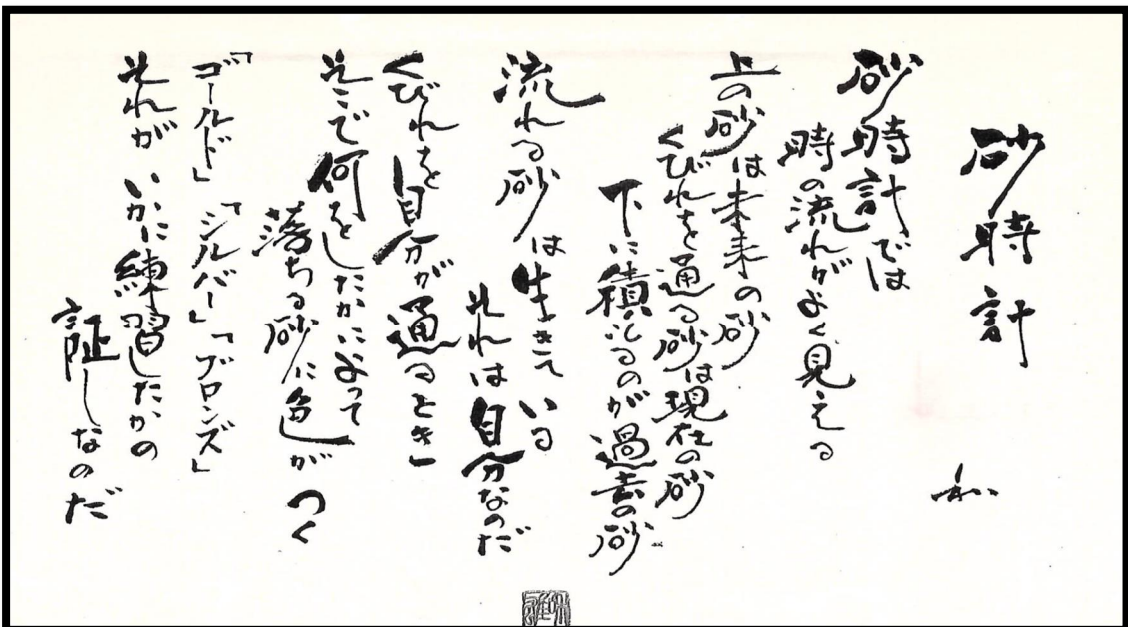 砂時計
砂時計では
時の流れがよく見える
上の砂は未来の砂
くびれを通る砂は現在の砂
下に積もるのが過去の砂
流れる砂は生きている
それは自分なのだ
くびれを自分が通るとき
そこで何をしたかによって
落ちる砂に色がつく
「ゴールド」「シルバー」「ブロンズ」
それがいかに練習したかの
証しなのだ